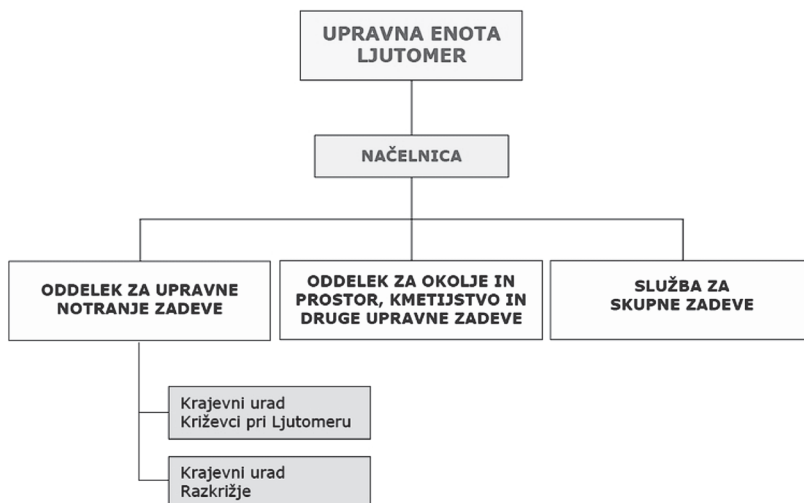 UPRAVNA ENOTA
LJUTOMER
NAČELNICA
ODDELEK ZA UPRAVNE
NOTRANJE ZADEVE
ODDELEK ZA OKOLJE IN
PROSTOR, KMETIJSTVO IN
DRUGE UPRAVNE ZADEVE
SLUŽBA ZA
SKUPNE ZADEVE
Krajevni urad
Križevci pri Ljutomeru
Krajevni urad
Razkrižje